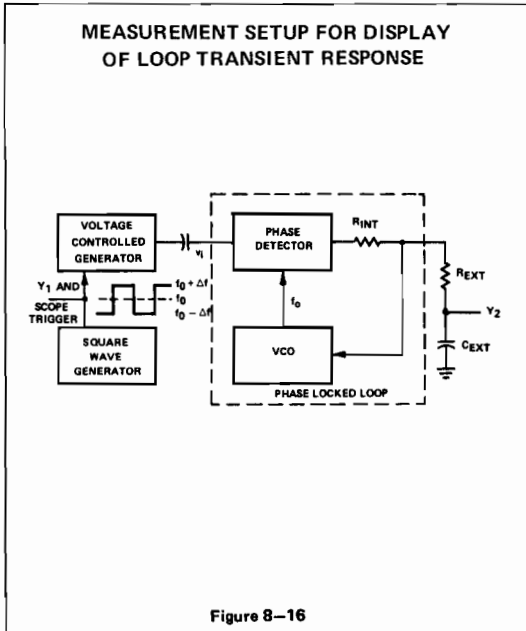 MEASUREMENT SETUP FOR DISPLAY
OF LOOP TRANSIENT RESPONSE
VOLTAGE
CONTROLLED
GENERATOR
vi
PHASE
DETECTOR
RINT
REXT
Y1 AND
SCOPE
TRIGGER
f0 + Δf
f0
f0 − Δf
fo
Y2
SQUARE
WAVE
GENERATOR
VCO
CEXT
PHASE LOCKED LOOP
Figure 8–16